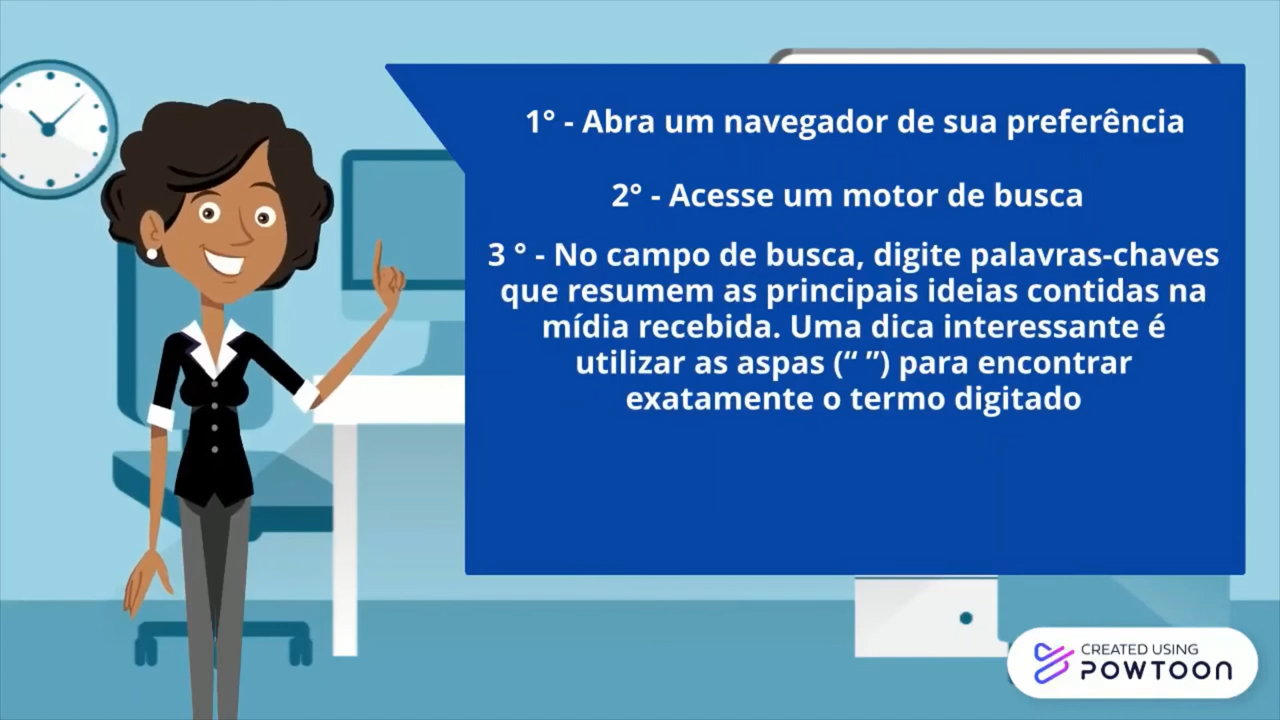 1° - Abra um navegador de sua preferência
2° - Acesse um motor de busca
3 ° - No campo de busca, digite palavras-chaves
que resumem as principais ideias contidas na
mídia recebida. Uma dica interessante é
utilizar as aspas (“ ”) para encontrar
exatamente o termo digitado
CREATED USING
POWTOON